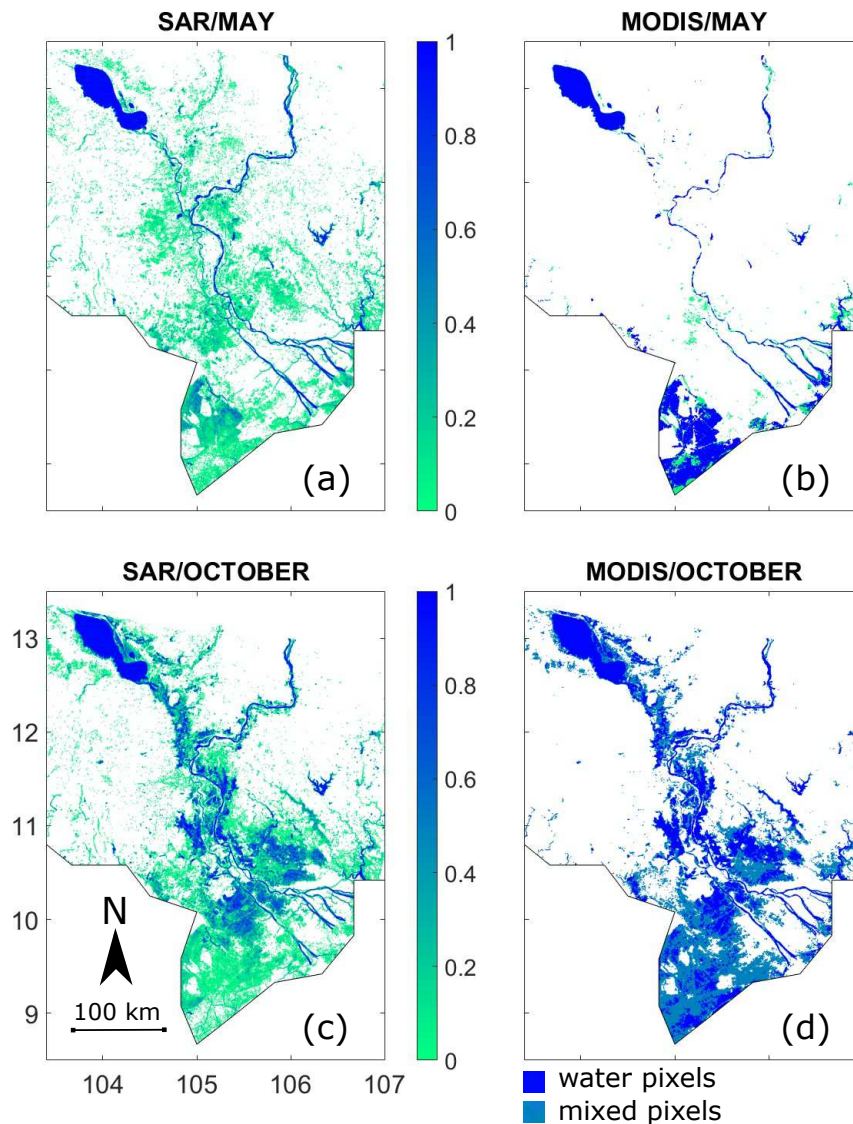 SAR/MAY
MODIS/MAY
1
0.8
0.6
0.4
0.2
0
(a)
(b)
SAR/OCTOBER
MODIS/OCTOBER
13
12
11
10
9
1
0.8
0.6
0.4
0.2
0
N
100 km
(c)
(d)
104
105
106
107
water pixels
mixed pixels